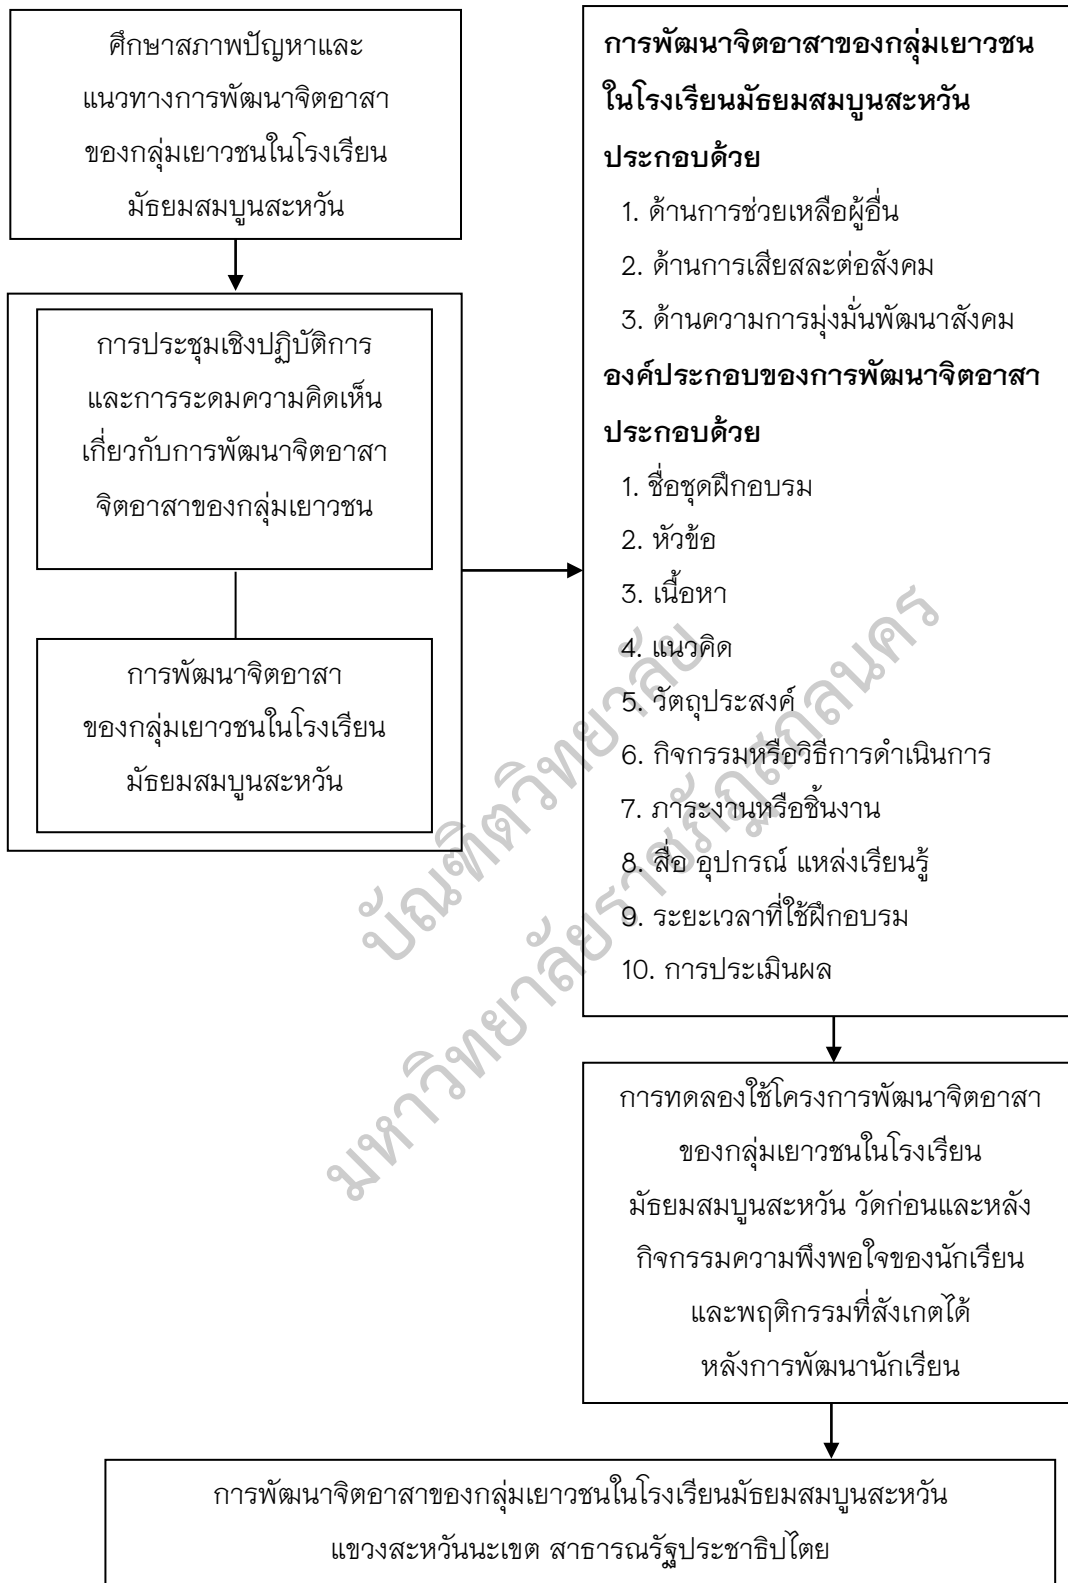 ศึกษาสภาพปัญหาและ
แนวทางการพัฒนาจิตอาสา
ของกลุ่มเยาวชนในโรงเรียน
มัธยมสมบูนสะหวัน
การประชุมเชิงปฏิบัติการ
และการระดมความคิดเห็น
เกี่ยวกับการพัฒนาจิตอาสา
จิตอาสาของกลุ่มเยาวชน
การพัฒนาจิตอาสา
ของกลุ่มเยาวชนในโรงเรียน
มัธยมสมบูนสะหวัน
การพัฒนาจิตอาสาของกลุ่มเยาวชน
ในโรงเรียนมัธยมสมบูนสะหวัน
ประกอบด้วย
1. ด้านการช่วยเหลือผู้อื่น
2. ด้านการเสียสละต่อสังคม
3. ด้านความการมุ่งมั่นพัฒนาสังคม
องค์ประกอบของการพัฒนาจิตอาสา
ประกอบด้วย
1. ชื่อชุดฝึกอบรม
2. หัวข้อ
3. เนื้อหา
4. แนวคิด
5. วัตถุประสงค์
6. กิจกรรมหรือวิธีการดำเนินการ
7. ภาระงานหรือชิ้นงาน
8. สื่อ อุปกรณ์ แหล่งเรียนรู้
9. ระยะเวลาที่ใช้ฝึกอบรม
10. การประเมินผล
การทดลองใช้โครงการพัฒนาจิตอาสา
ของกลุ่มเยาวชนในโรงเรียน
มัธยมสมบูนสะหวัน วัดก่อนและหลัง
กิจกรรมความพึงพอใจของนักเรียน
และพฤติกรรมที่สังเกตได้
หลังการพัฒนานักเรียน
การพัฒนาจิตอาสาของกลุ่มเยาวชนในโรงเรียนมัธยมสมบูนสะหวัน
แขวงสะหวันนะเขต สาธารณรัฐประชาธิปไตย
บัณฑิตวิทยาลัย
มหาวิทยาลัยราชภัฏสกลนคร